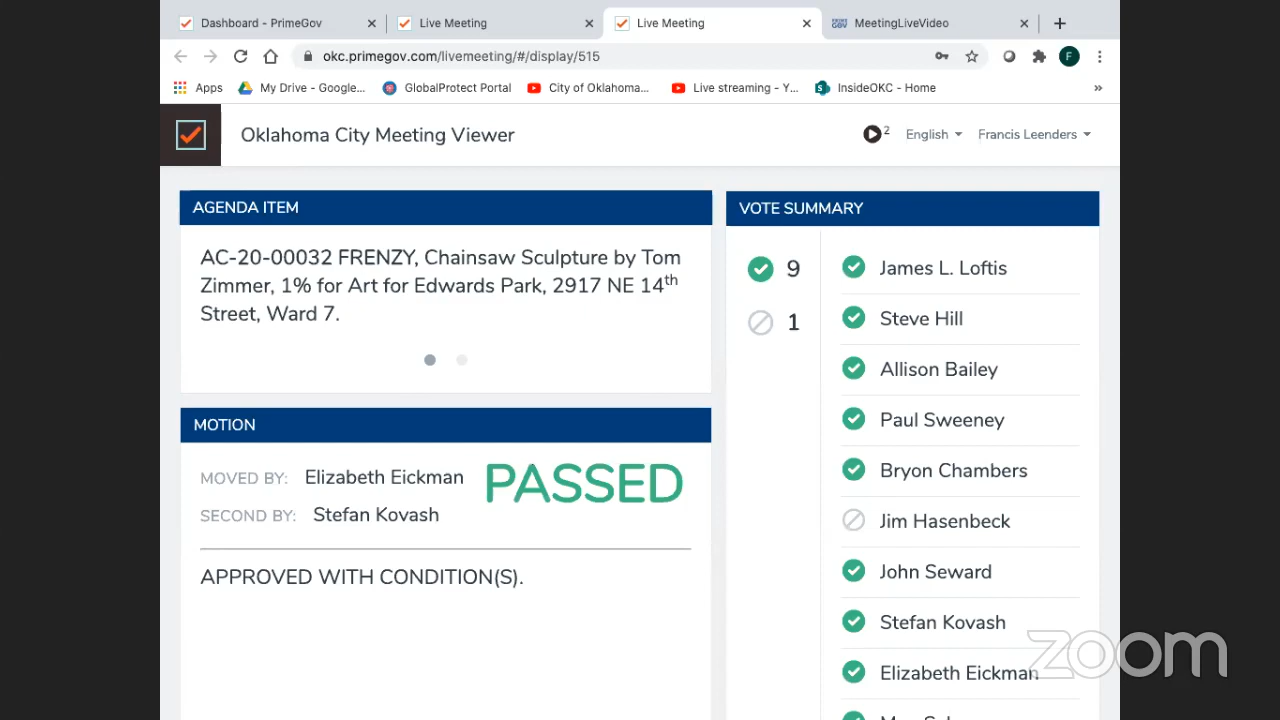 Dashboard - PrimeGov
Live Meeting
Live Meeting
MeetingLiveVideo
okc.primegov.com/livemeeting/#/display/515
F
Apps
My Drive - Google...
GlobalProtect Portal
City of Oklahoma...
Live streaming - Y...
InsideOKC - Home
»
Oklahoma City Meeting Viewer
2
English
Francis Leenders
AGENDA ITEM
AC-20-00032 FRENZY, Chainsaw Sculpture by Tom
Zimmer, 1% for Art for Edwards Park, 2917 NE 14th
Street, Ward 7.
MOTION
MOVED BY: Elizabeth Eickman
PASSED
SECOND BY: Stefan Kovash
APPROVED WITH CONDITION(S).
VOTE SUMMARY
9
1
James L. Loftis
Steve Hill
Allison Bailey
Paul Sweeney
Bryon Chambers
Jim Hasenbeck
John Seward
Stefan Kovash
Elizabeth Eickman
zoom